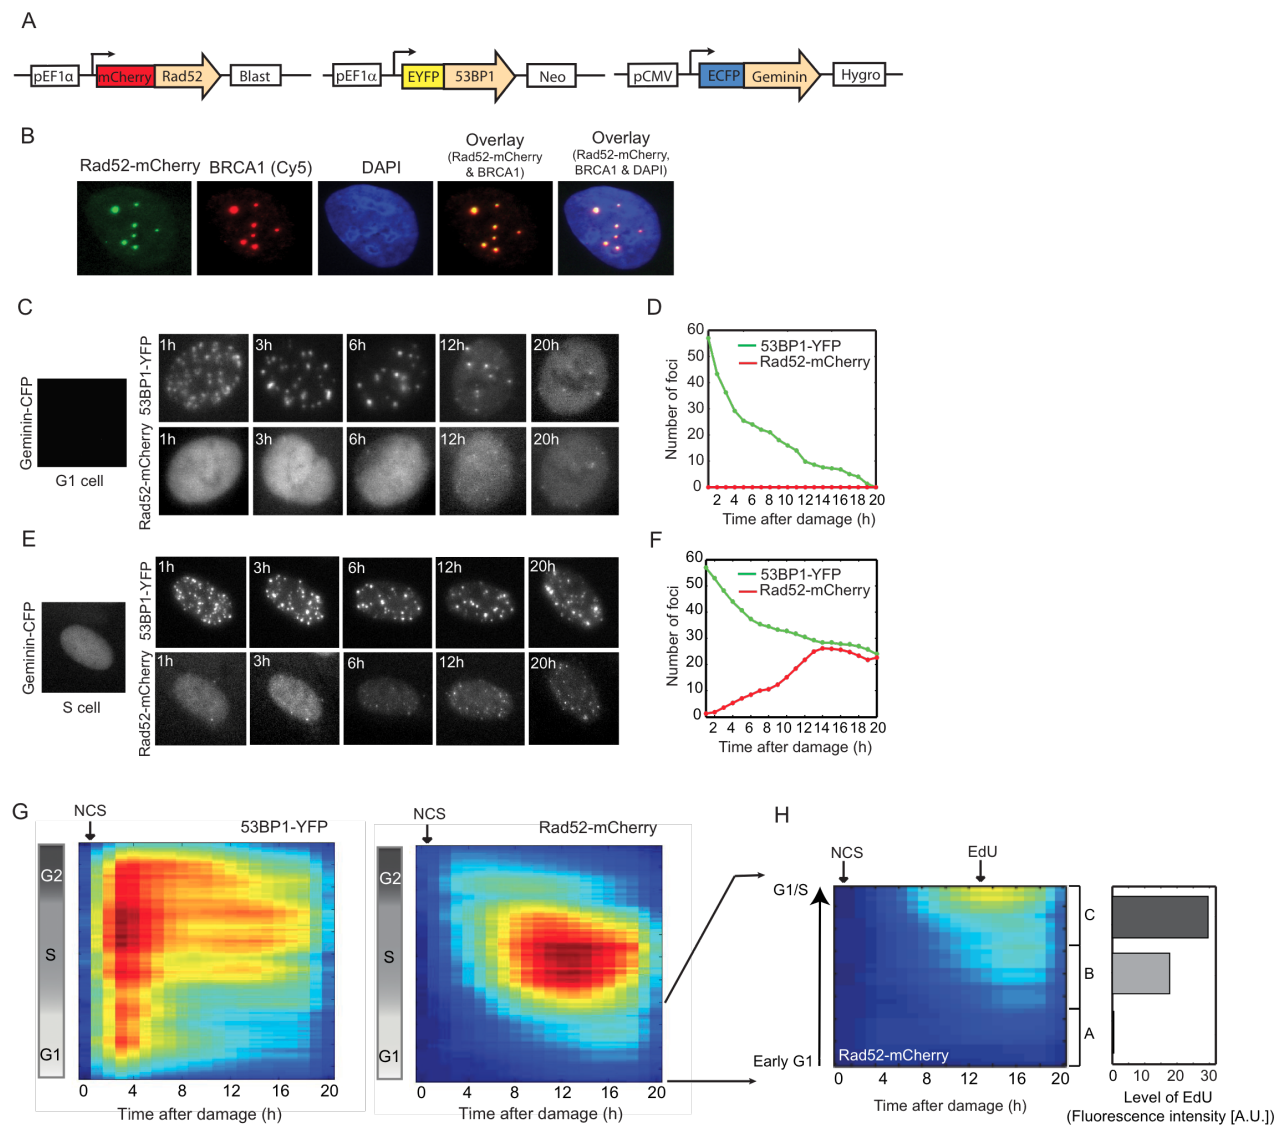 A
pEF1α mCherry Rad52 Blast
pEF1α EYFP 53BP1 Neo
pCMV ECFP Geminin Hygro
B
Rad52-mCherry
BRCA1 (Cy5)
DAPI
Overlay
(Rad52-mCherry
& BRCA1)
Overlay
(Rad52-mCherry,
BRCA1 & DAPI)
C
Geminin-CFP
G1 cell
53BP1-YFP
1h 3h 6h 12h 20h
Rad52-mCherry
1h 3h 6h 12h 20h
D
Number of foci
60
50
40
30
20
10
0
53BP1-YFP
Rad52-mCherry
2 4 6 8 10 12 14 16 18 20
Time after damage (h)
E
Geminin-CFP
S cell
53BP1-YFP
1h 3h 6h 12h 20h
Rad52-mCherry
1h 3h 6h 12h 20h
F
Number of foci
60
50
40
30
20
10
0
53BP1-YFP
Rad52-mCherry
2 4 6 8 10 12 14 16 18 20
Time after damage (h)
G
NCS
53BP1-YFP
G2
S
G1
0 4 8 12 16 20
Time after damage (h)
NCS
Rad52-mCherry
G2
S
G1
0 4 8 12 16 20
Time after damage (h)
H
NCS
EdU
G1/S
Early G1
Rad52-mCherry
0 4 8 12 16 20
Time after damage (h)
C
B
A
0 10 20 30
Level of EdU
(Fluorescence intensity [A.U.])